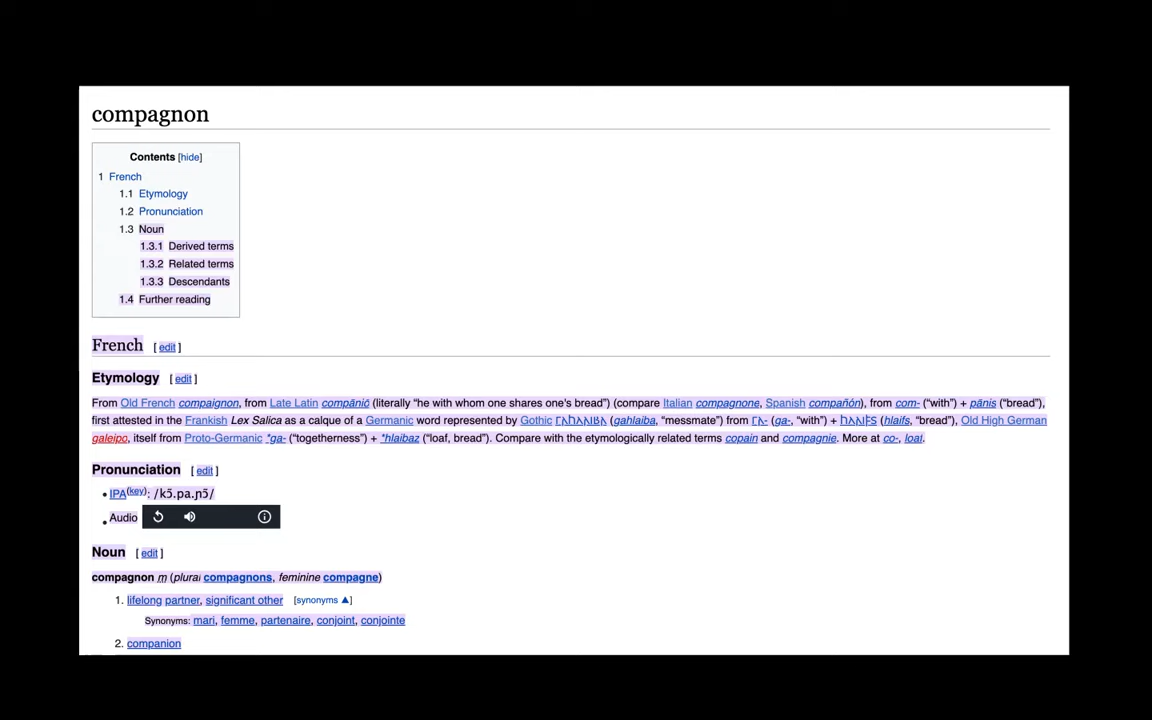 compagnon
Contents [hide]
1 French
1.1 Etymology
1.2 Pronunciation
1.3 Noun
1.3.1 Derived terms
1.3.2 Related terms
1.3.3 Descendants
1.4 Further reading
French [ edit ]
Etymology [ edit ]
From Old French compaignon, from Late Latin compāniō (literally “he with whom one shares one's bread”) (compare Italian compagnone, Spanish compañón), from com- (“with”) + pānis (“bread”),
first attested in the Frankish Lex Salica as a calque of a Germanic word represented by Gothic 𐌲𐌰𐌷𐌻𐌰𐌹𐌱𐌰 (gahlaiba, “messmate”) from 𐌲𐌰- (ga-, “with”) + 𐌷𐌻𐌰𐌹𐍆𐍃 (hlaifs, “bread”), Old High German
galeipo, itself from Proto-Germanic *ga- (“togetherness”) + *hlaibaz (“loaf, bread”). Compare with the etymologically related terms copain and compagnie. More at co-, loaf.
Pronunciation [ edit ]
• IPA(key): /kɔ̃.pa.ɲɔ̃/
• Audio
Noun [ edit ]
compagnon m (plural compagnons, feminine compagne)
1. lifelong partner, significant other [synonyms ▲]
Synonyms: mari, femme, partenaire, conjoint, conjointe
2. companion